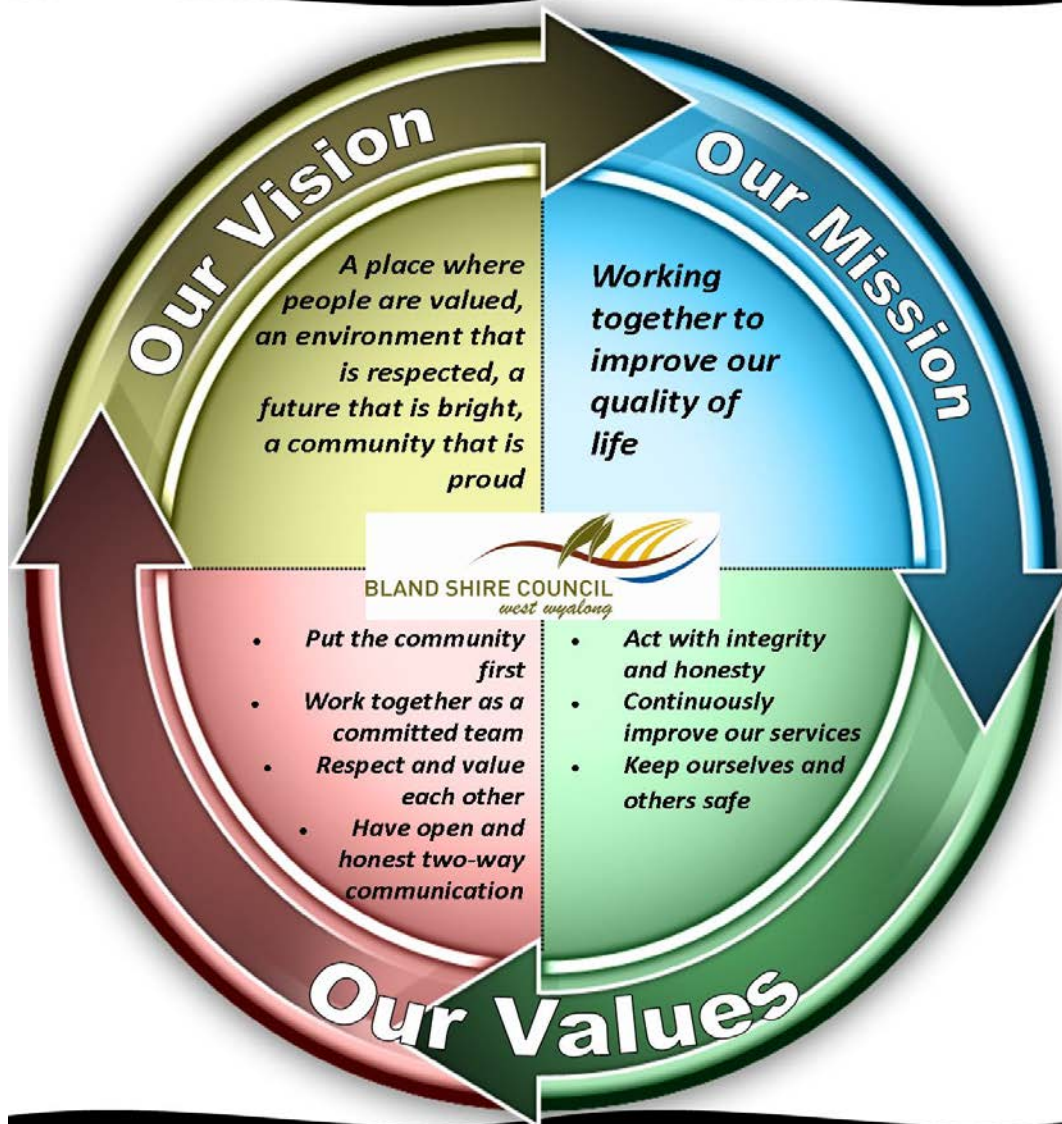 Our Vision
A place where
people are valued,
an environment that
is respected, a
future that is bright,
a community that is
proud
Our Mission
Working
together to
improve our
quality of
life
BLAND SHIRE COUNCIL
west wyalong
• Put the community
first
• Work together as a
committed team
• Respect and value
each other
• Have open and
honest two-way
communication
• Act with integrity
and honesty
• Continuously
improve our services
• Keep ourselves and
others safe
Our Values